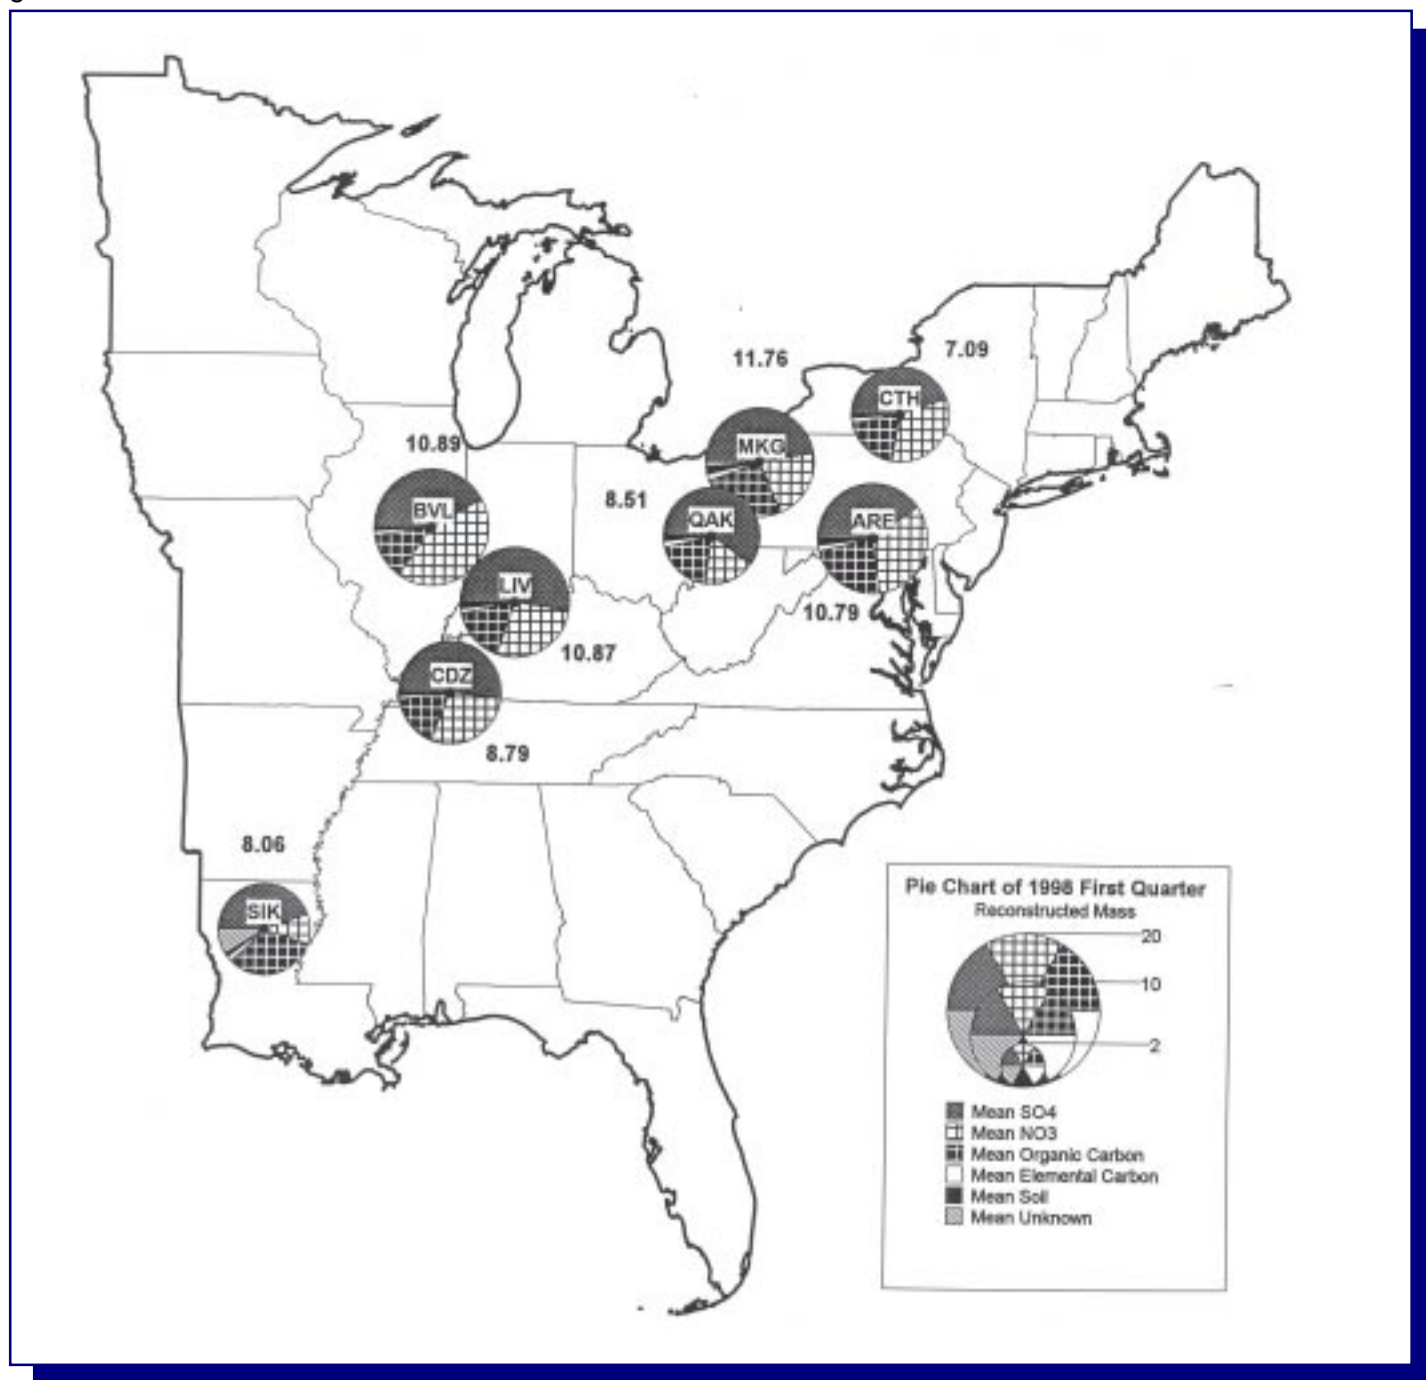 7.09
11.76
CTH
10.89
MKG
8.51
BVL
QAK
ARE
LIV
10.79
10.87
CDZ
8.79
8.06
SIK
Pie Chart of 1998 First Quarter
Reconstructed Mass
20
10
2
Mean SO4
Mean NO3
Mean Organic Carbon
Mean Elemental Carbon
Mean Soil
Mean Unknown